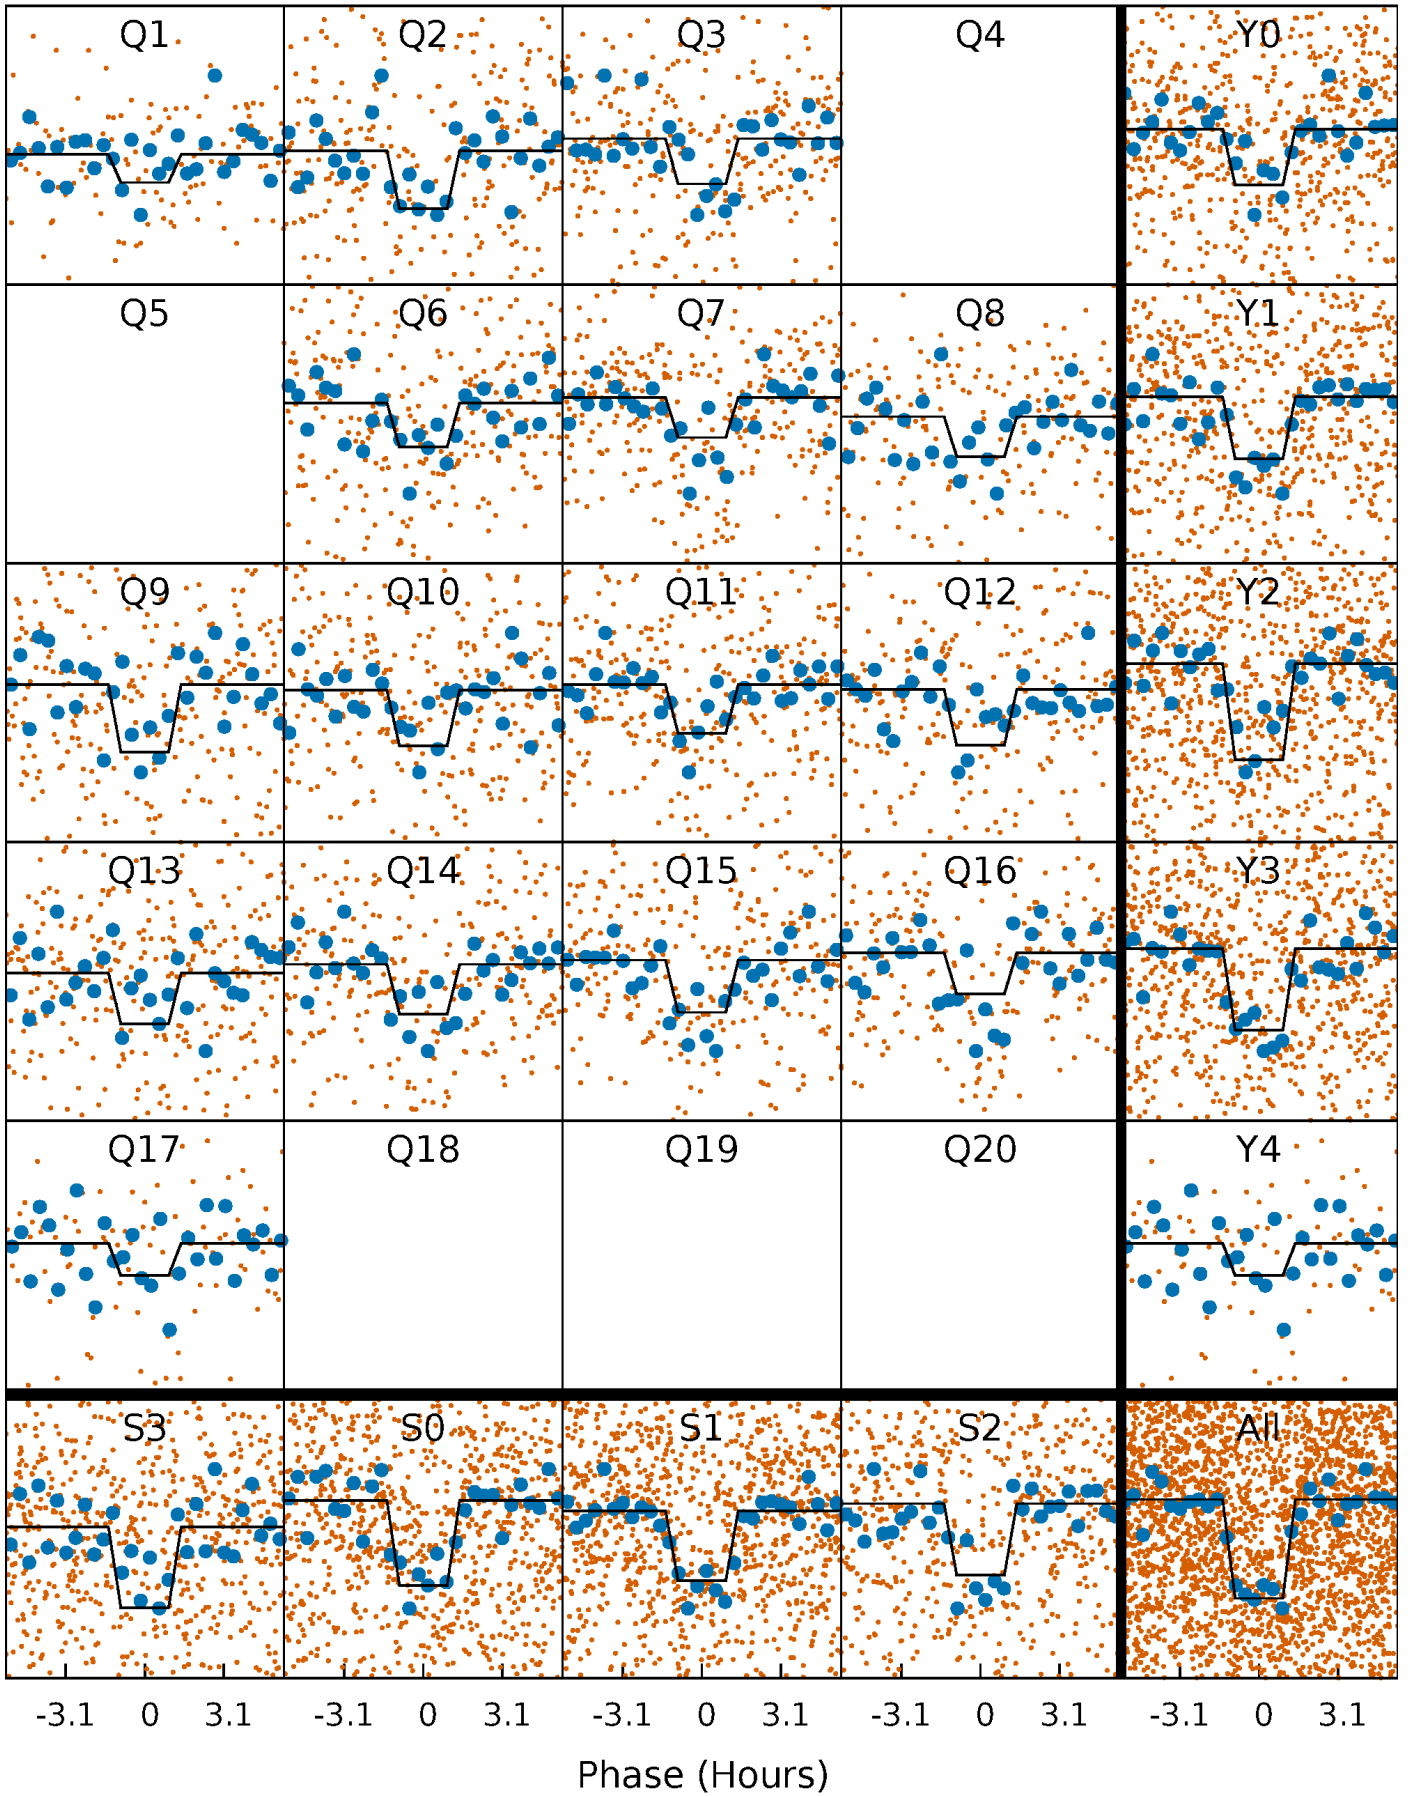 Q1 Q2 Q3 Q4 Y0
Q5 Q6 Q7 Q8 Y1
Q9 Q10 Q11 Q12 Y2
Q13 Q14 Q15 Q16 Y3
Q17 Q18 Q19 Q20 Y4
S3 S0 S1 S2 All
-3.1 0 3.1 -3.1 0 3.1 -3.1 0 3.1 -3.1 0 3.1 -3.1 0 3.1
Phase (Hours)